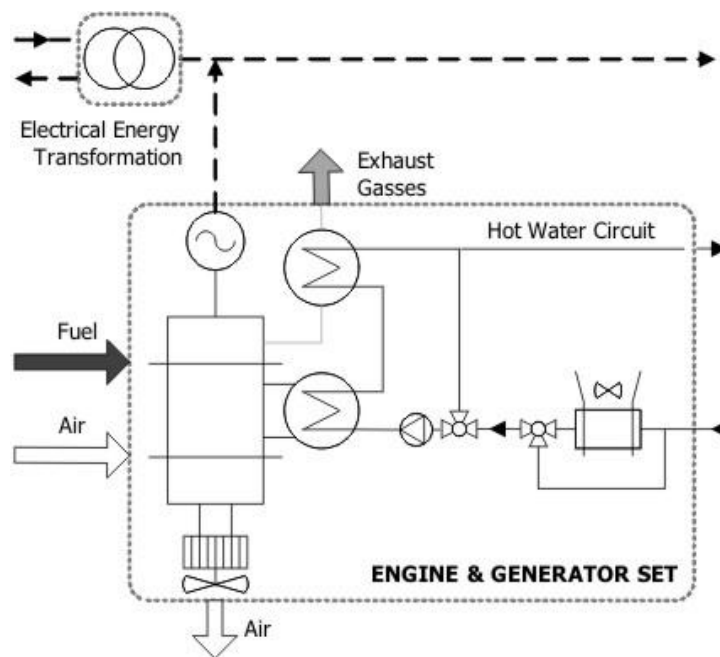 Electrical Energy
Transformation
Exhaust
Gasses
Hot Water Circuit
Fuel
Air
ENGINE & GENERATOR SET
Air